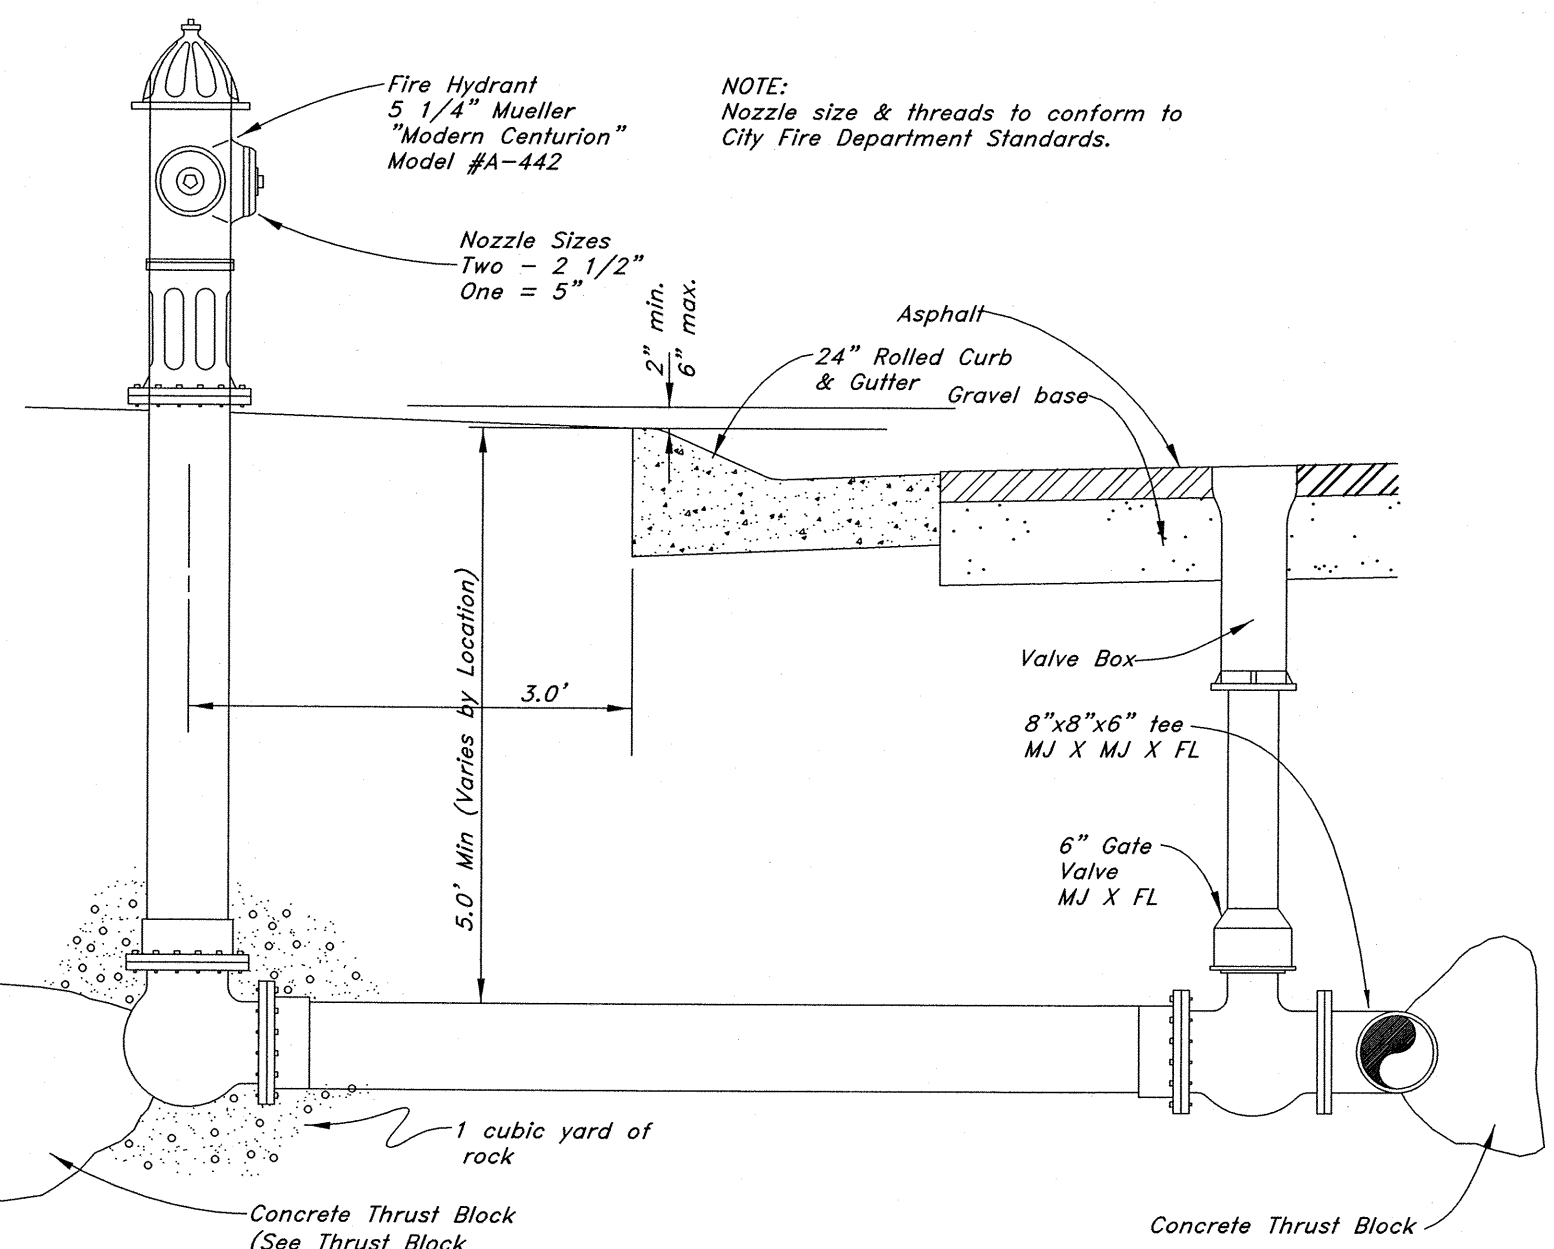 Fire Hydrant
5 1/4" Mueller
"Modern Centurion"
Model #A-442
NOTE:
Nozzle size & threads to conform to
City Fire Department Standards.
Nozzle Sizes
Two - 2 1/2"
One = 5"
2" min.
6" max.
Asphalt
24" Rolled Curb
& Gutter
Gravel base
5.0' Min (Varies by Location)
3.0'
Valve Box
8"x8"x6" tee
MJ X MJ X FL
6" Gate
Valve
MJ X FL
1 cubic yard of
rock
Concrete Thrust Block
(See Thrust Block
Concrete Thrust Block